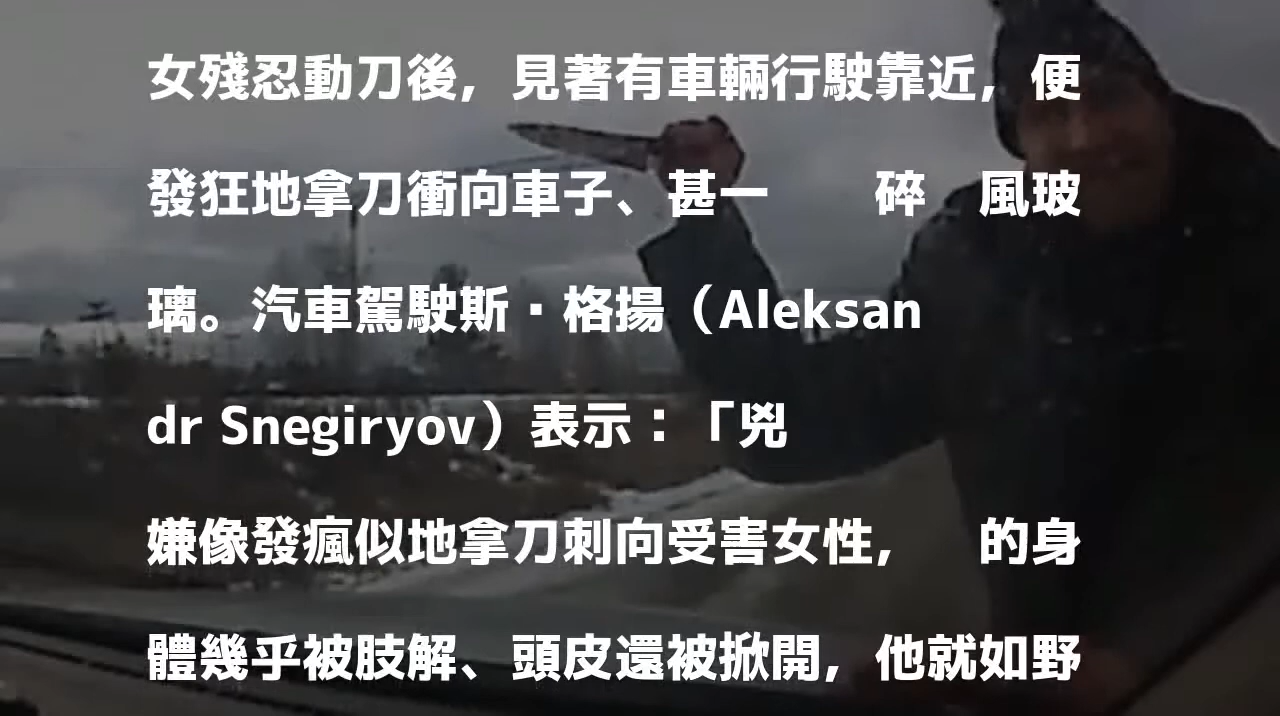 女殘忍動刀後，見著有車輛行駛靠近，便
發狂地拿刀衝向車子、甚一　　碎　風玻
璃。汽車駕駛斯·格揚（Aleksan
dr Snegiryov）表示：「兇
嫌像發瘋似地拿刀刺向受害女性，　的身
體幾乎被肢解、頭皮還被掀開，他就如野